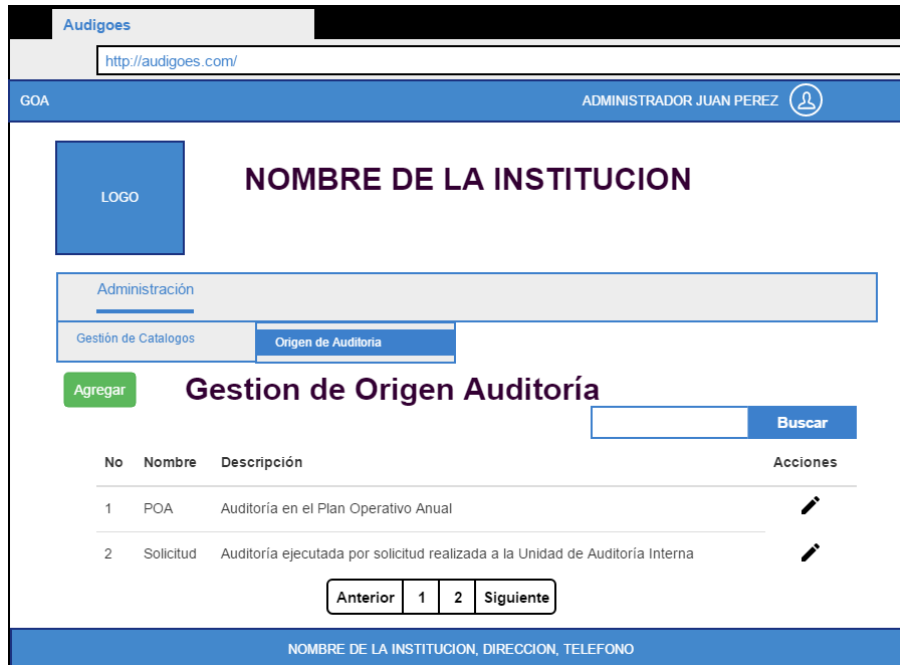 Audigoes
http://audigoes.com/
GOA ADMINISTRADOR JUAN PEREZ
LOGO
NOMBRE DE LA INSTITUCION
Administración
Gestión de Catalogos Origen de Auditoria
Agregar Gestion de Origen Auditoría
Buscar
No Nombre Descripción Acciones
1 POA Auditoría en el Plan Operativo Anual
2 Solicitud Auditoría ejecutada por solicitud realizada a la Unidad de Auditoría Interna
Anterior 1 2 Siguiente
NOMBRE DE LA INSTITUCION, DIRECCION, TELEFONO